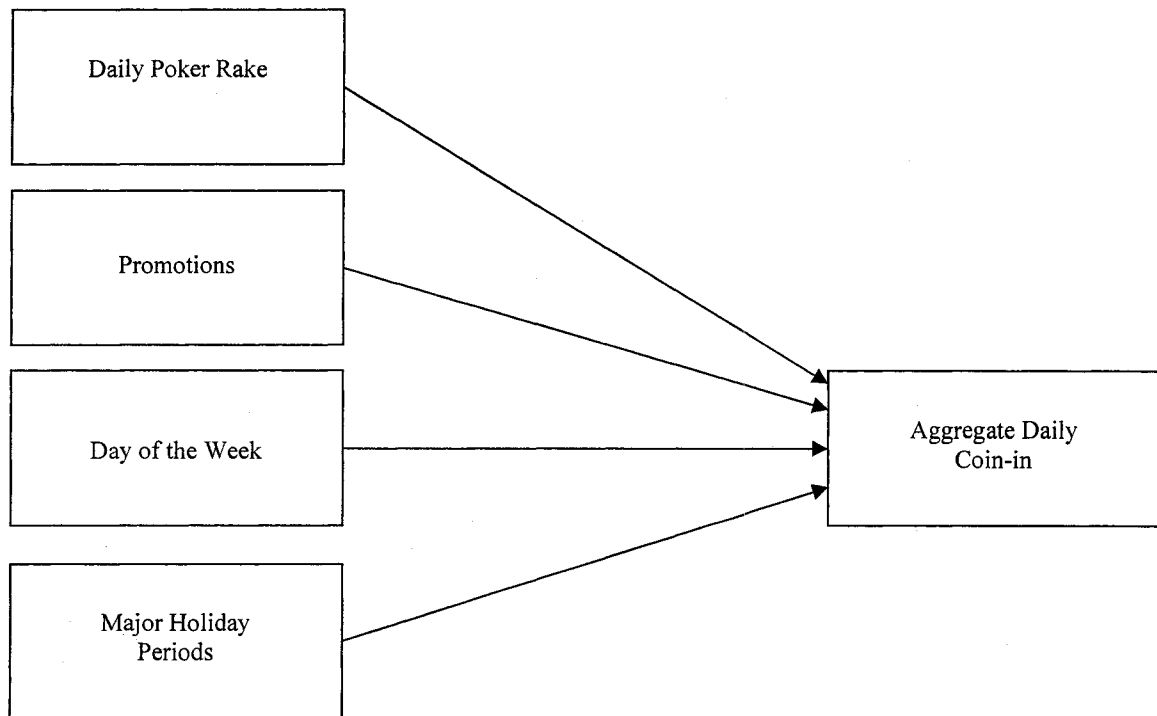 Daily Poker Rake
Promotions
Day of the Week
Aggregate Daily
Coin-in
Major Holiday
Periods